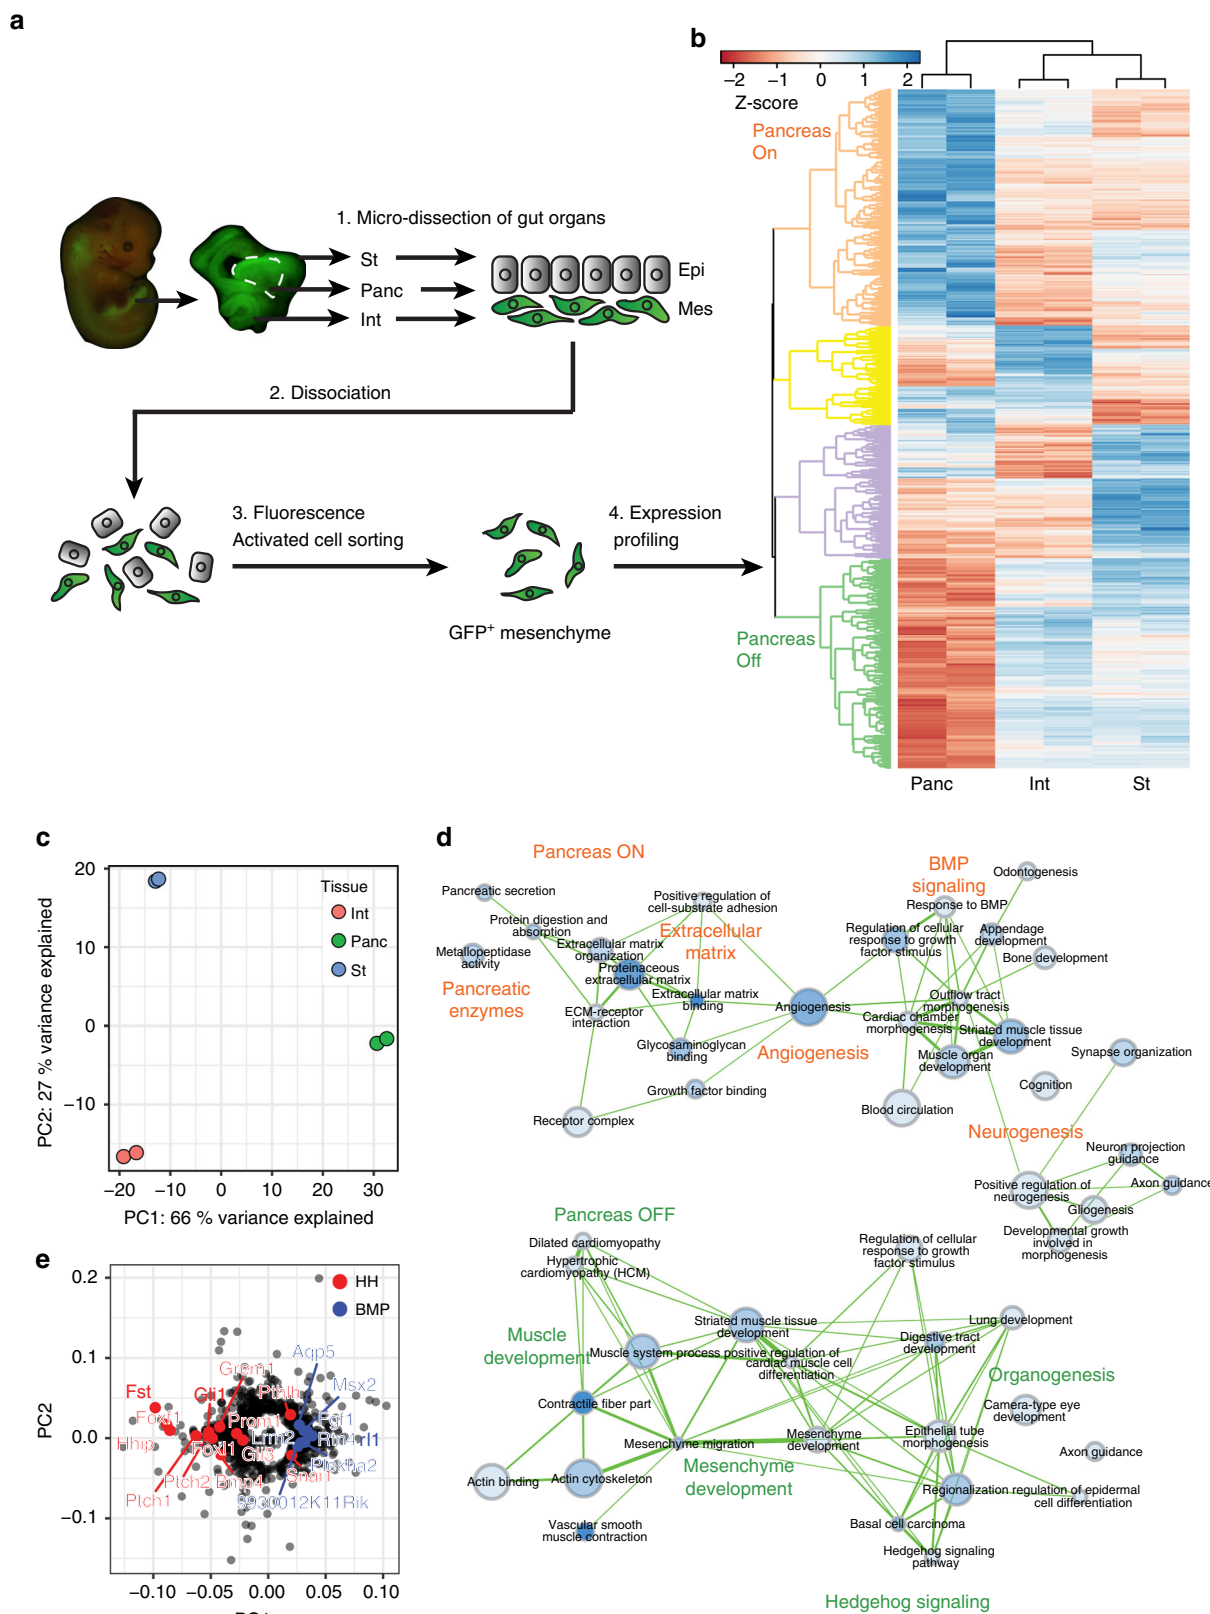 a
1. Micro-dissection of gut organs
St
Panc
Int
Epi
Mes
2. Dissociation
3. Fluorescence
Activated cell sorting
4. Expression
profiling
GFP+ mesenchyme
b
−2 −1 0 1 2
Z-score
Pancreas
On
Pancreas
Off
Panc Int St
c
20
10
0
−10
PC2: 27 % variance explained
Tissue
Int
Panc
St
−20 −10 0 10 20 30
PC1: 66 % variance explained
d
Pancreas ON
Pancreatic secretion
Protein digestion and
absorption
Metallopeptidase
activity
Pancreatic
enzymes
Positive regulation of
cell-substrate adhesion
Extracellular
matrix
Extracellular matrix
organization
Proteinaceous
extracellular matrix
Extracellular matrix
binding
ECM-receptor
interaction
Glycosaminoglycan
binding
Growth factor binding
Receptor complex
Angiogenesis
Angiogenesis
BMP
signaling
Response to BMP
Odontogenesis
Regulation of cellular
response to growth
factor stimulus
Appendage
development
Bone development
Outflow tract
morphogenesis
Cardiac chamber
morphogenesis
Striated muscle tissue
development
Muscle organ
development
Synapse organization
Cognition
Blood circulation
Neurogenesis
Neuron projection
guidance
Positive regulation of
neurogenesis
Axon guidance
Gliogenesis
Developmental growth
involved in
morphogenesis
Pancreas OFF
Dilated cardiomyopathy
Hypertrophic
cardiomyopathy (HCM)
Regulation of cellular
response to growth
factor stimulus
Muscle
development
Striated muscle tissue
development
Muscle system process
positive regulation of
cardiac muscle cell
differentiation
Lung development
Digestive tract
development
Organogenesis
Contractile fiber part
Camera-type eye
development
Mesenchyme migration
Mesenchyme
development
Epithelial tube
morphogenesis
Axon guidance
Mesenchyme
development
Actin binding
Actin cytoskeleton
Regionalization
regulation of epidermal
cell differentiation
Vascular smooth
muscle contraction
Basal cell carcinoma
Hedgehog signaling
pathway
Hedgehog signaling
e
0.2
0.1
0.0
−0.1
PC2
HH
BMP
Aqp5
Grem1
Msx2
Fst
Gli1
Pthlh
Foxf1
Prom1
Fgf1
Hhip
Foxl1
Gli3
Ptch2
Bmp4
Snai1
Ptch1
9930012K11Rik
−0.10 −0.05 0.00 0.05 0.10